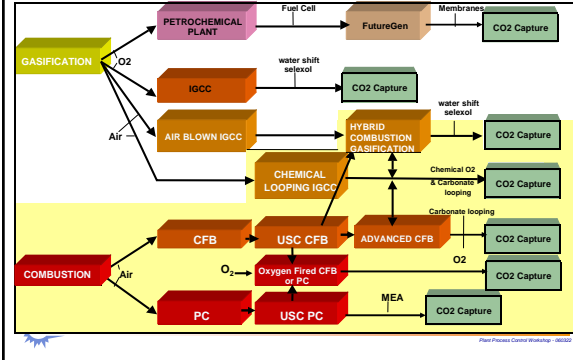 PETROCHEMICAL
PLANT
Fuel Cell
FutureGen
Membranes
CO2 Capture
GASIFICATION
O2
IGCC
water shift
selexol
CO2 Capture
Air
AIR BLOWN IGCC
HYBRID
COMBUSTION
GASIFICATION
water shift
selexol
CO2 Capture
CHEMICAL
LOOPING IGCC
Chemical O2
& Carbonate
looping
CO2 Capture
CFB
USC CFB
ADVANCED CFB
Carbonate looping
CO2 Capture
COMBUSTION
Air
O2
Oxygen Fired CFB
or PC
O2
CO2 Capture
PC
USC PC
MEA
CO2 Capture
Plant Process Control Workshop - 060322